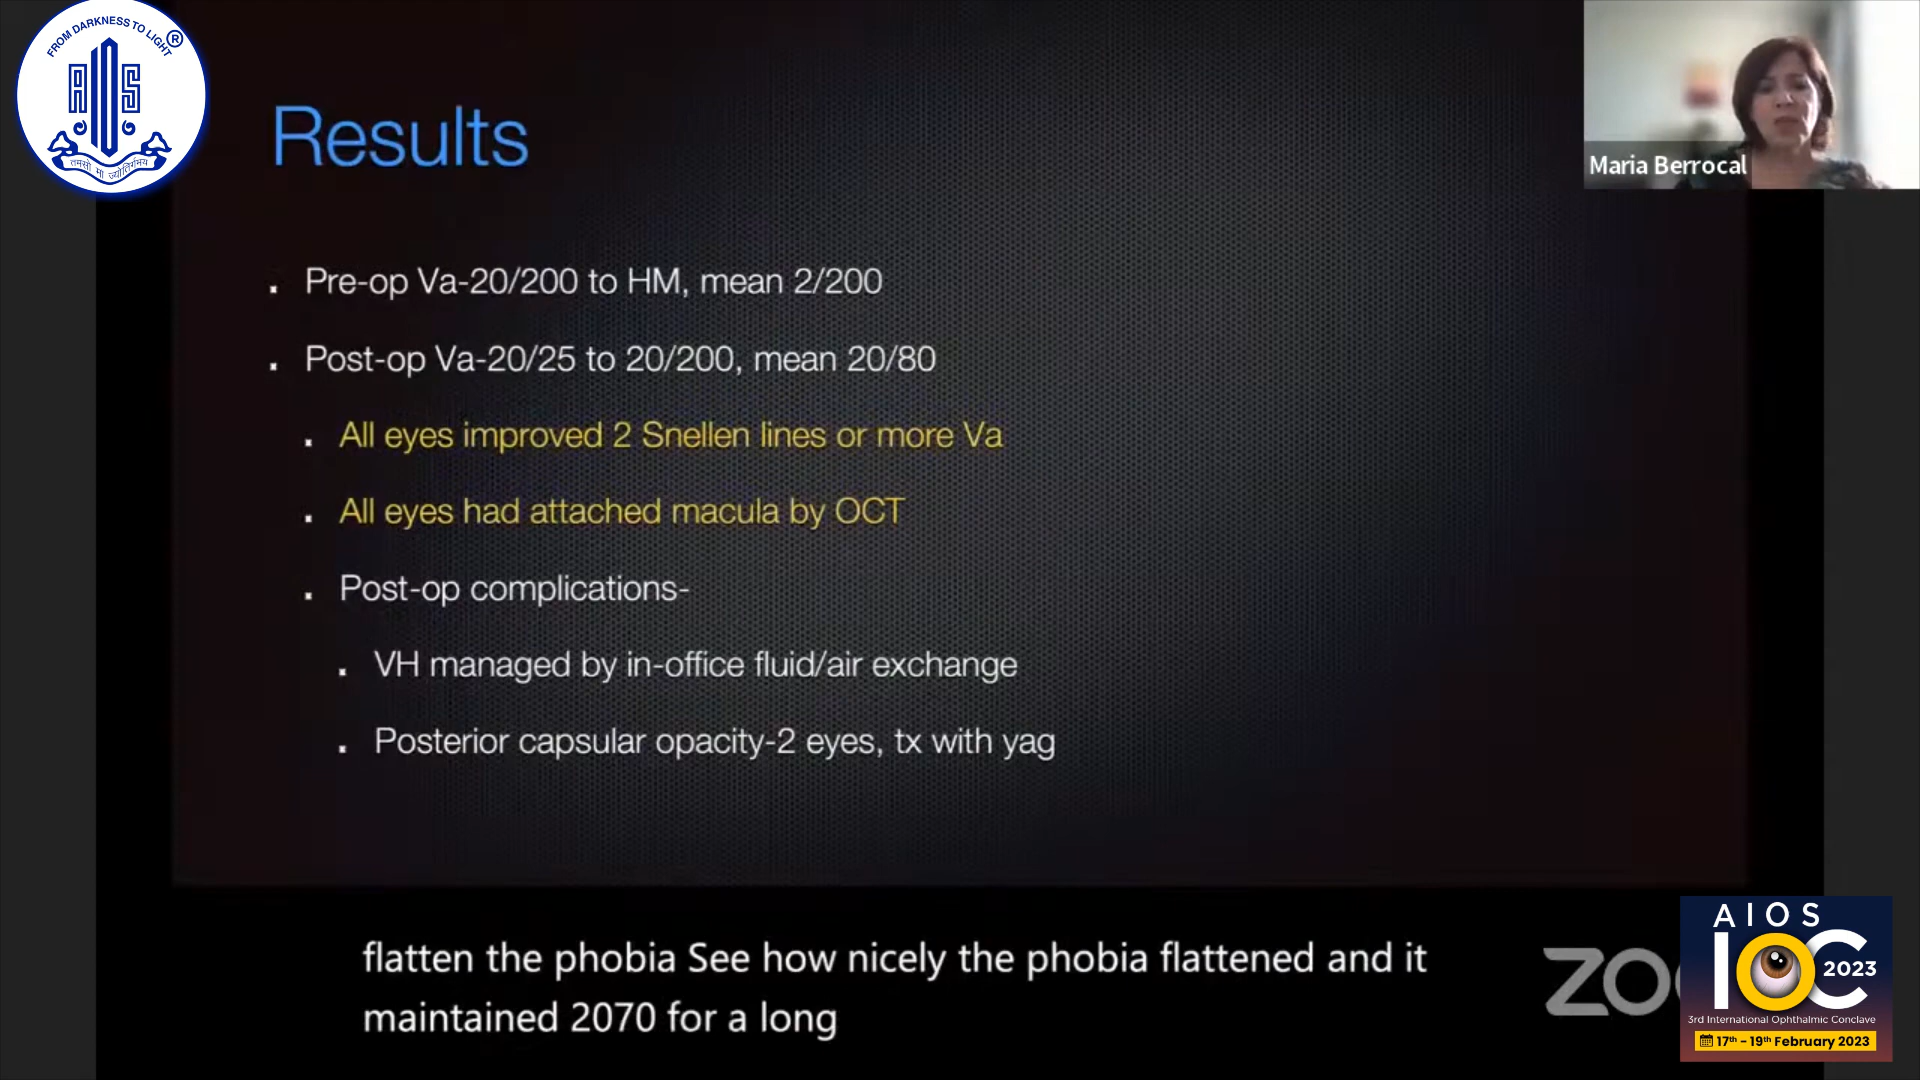 FROM DARKNESS TO LIGHT
®
AIOS
तमसो मा ज्योतिर्गमय
Maria Berrocal
Results
Pre-op Va-20/200 to HM, mean 2/200
Post-op Va-20/25 to 20/200, mean 20/80
All eyes improved 2 Snellen lines or more Va
All eyes had attached macula by OCT
Post-op complications-
VH managed by in-office fluid/air exchange
Posterior capsular opacity-2 eyes, tx with yag
flatten the phobia See how nicely the phobia flattened and it
maintained 2070 for a long
zo
AIOS
IOC 2023
3rd International Ophthalmic Conclave
17th - 19th February 2023